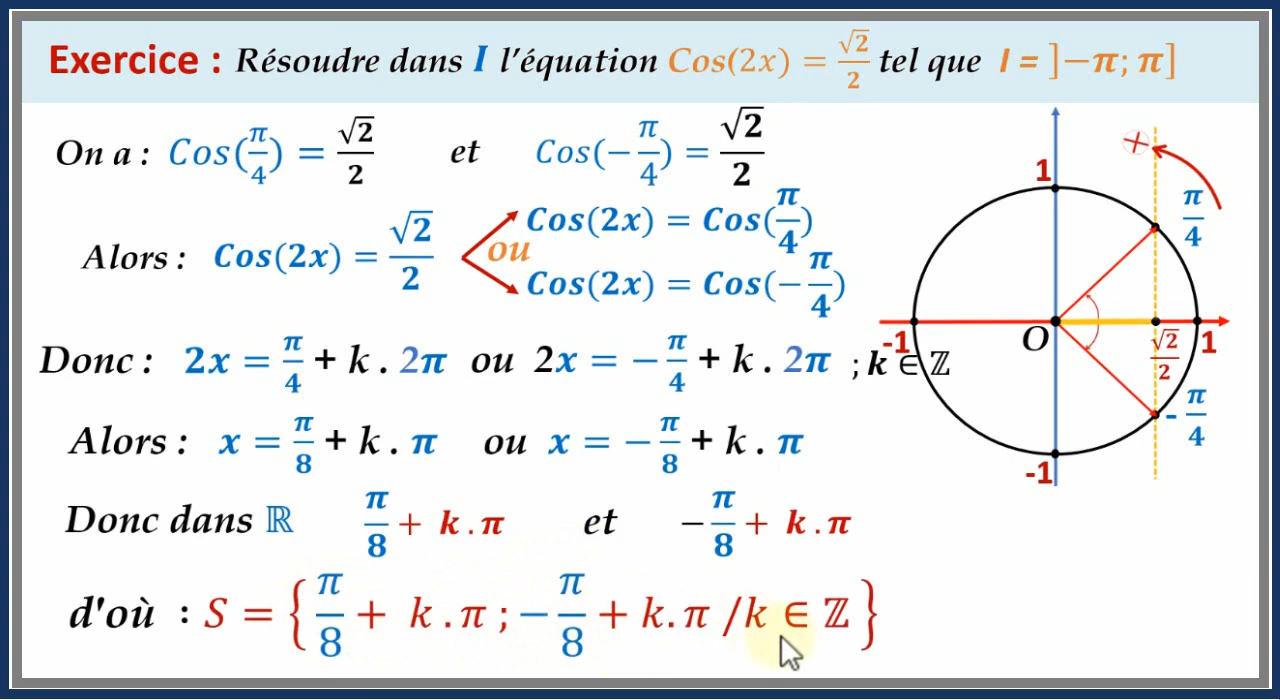 Exercice : Résoudre dans I l'équation Cos(2x) = √2/2 tel que I = ]−π; π]
On a : Cos(π/4) = √2/2 et Cos(−π/4) = √2/2
Alors : Cos(2x) = √2/2 ou Cos(2x) = Cos(π/4)
Cos(2x) = Cos(−π/4)
Donc : 2x = π/4 + k . 2π ou 2x = −π/4 + k . 2π ; k ∈ ℤ
Alors : x = π/8 + k . π ou x = −π/8 + k . π
Donc dans ℝ π/8 + k . π et −π/8 + k . π
d'où : S = { π/8 + k . π ; −π/8 + k. π /k ∈ ℤ }
+
1
π/4
-1
O
√2/2
1
- π/4
-1